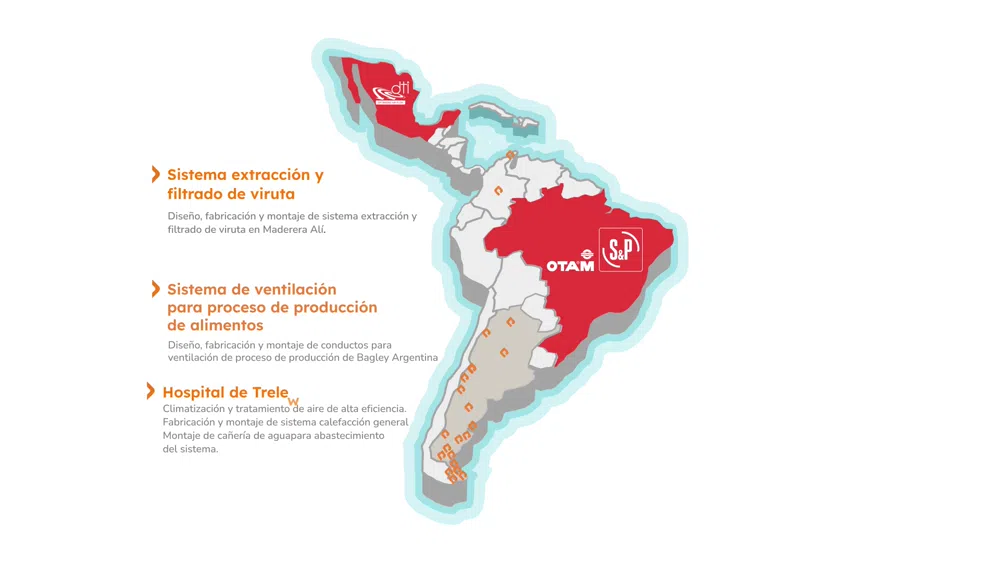 dti
Sistema extracción y
filtrado de viruta
Diseño, fabricación y montaje de sistema extracción y
filtrado de viruta en Maderera Alí.
OTAM
S&P
Sistema de ventilación
para proceso de producción
de alimentos
Diseño, fabricación y montaje de conductos para
ventilación de proceso de producción de Bagley Argentina
Hospital de Trelew
Climatización y tratamiento de aire de alta eficiencia.
Fabricación y montaje de sistema calefacción general
Montaje de cañería de aguapara abastecimiento
del sistema.